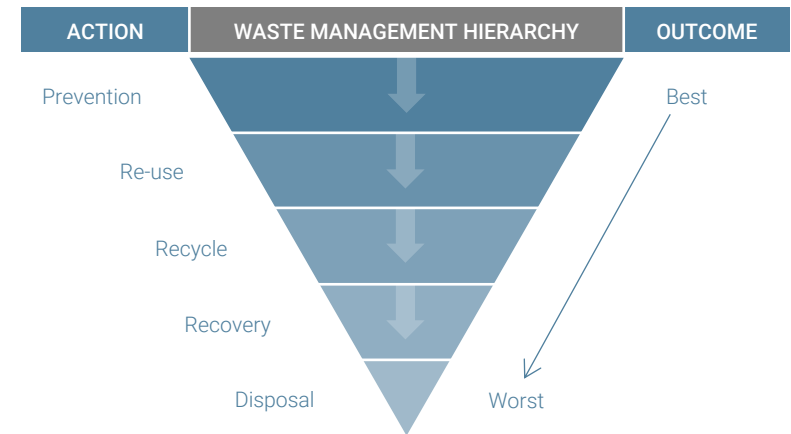 ACTION
WASTE MANAGEMENT HIERARCHY
OUTCOME
Prevention
Best
Re-use
Recycle
Recovery
Disposal
Worst